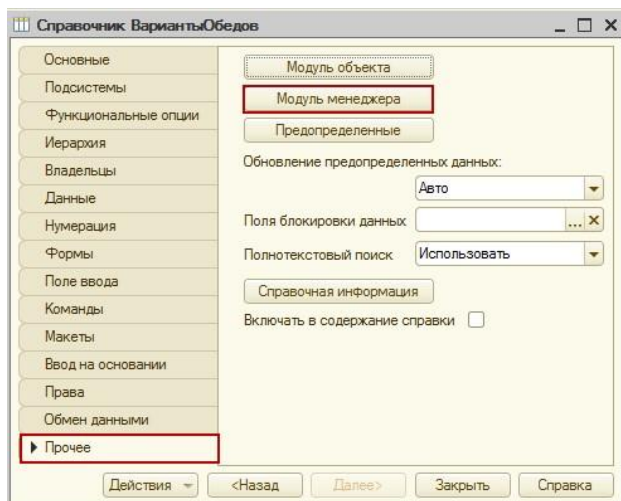 Справочник ВариантыОбедов
Основные
Подсистемы
Функциональные опции
Иерархия
Владельцы
Данные
Нумерация
Формы
Поле ввода
Команды
Макеты
Ввод на основании
Права
Обмен данными
Прочее
Модуль объекта
Модуль менеджера
Предопределенные
Обновление предопределенных данных:
Авто
Поля блокировки данных ...
Полнотекстовый поиск Использовать
Справочная информация
Включать в содержание справки
Действия <Назад Далее> Закрыть Справка